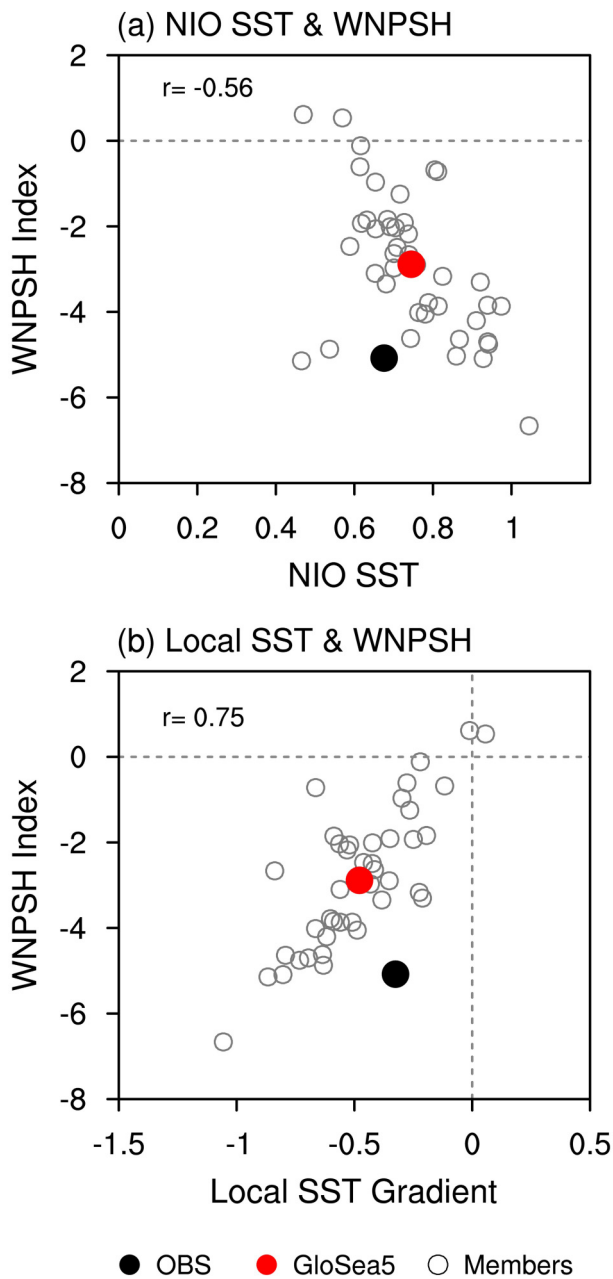 (a) NIO SST & WNPSH
r= -0.56
2
0
-2
-4
-6
-8
WNPSH Index
0 0.2 0.4 0.6 0.8 1
NIO SST
(b) Local SST & WNPSH
r= 0.75
2
0
-2
-4
-6
-8
WNPSH Index
-1.5 -1 -0.5 0 0.5
Local SST Gradient
OBS GloSea5 Members